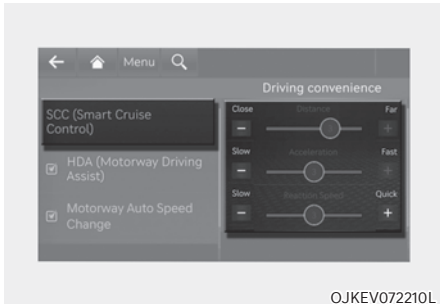 Menu
Driving convenience
SCC (Smart Cruise
Control)
Close Distance Far
HDA (Motorway Driving
Assist)
Slow Acceleration Fast
Motorway Auto Speed
Change
Slow Reaction Speed Quick
OJKEV072210L